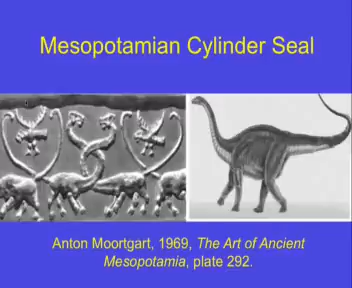 Mesopotamian Cylinder Seal
Anton Moortgart, 1969, The Art of Ancient
Mesopotamia, plate 292.